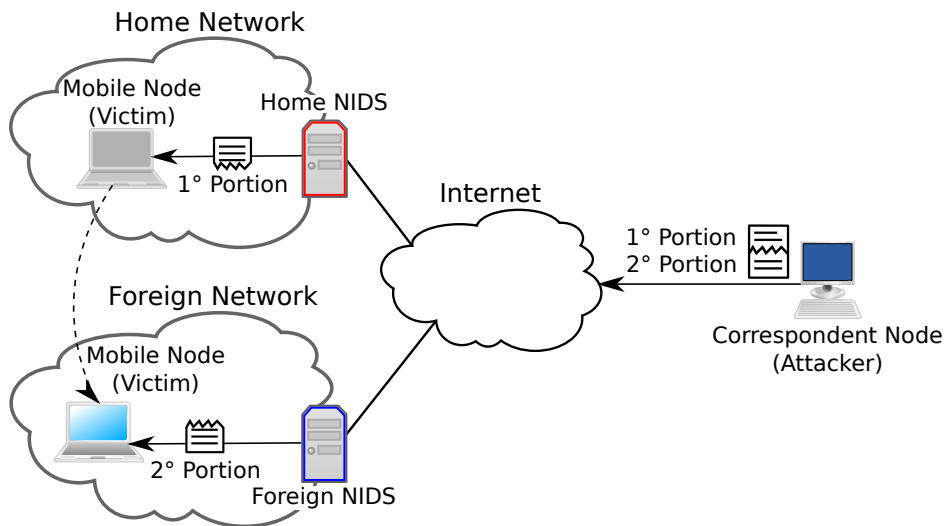 Home Network
Mobile Node
(Victim)
Home NIDS
1° Portion
Internet
1° Portion
2° Portion
Correspondent Node
(Attacker)
Foreign Network
Mobile Node
(Victim)
2° Portion
Foreign NIDS